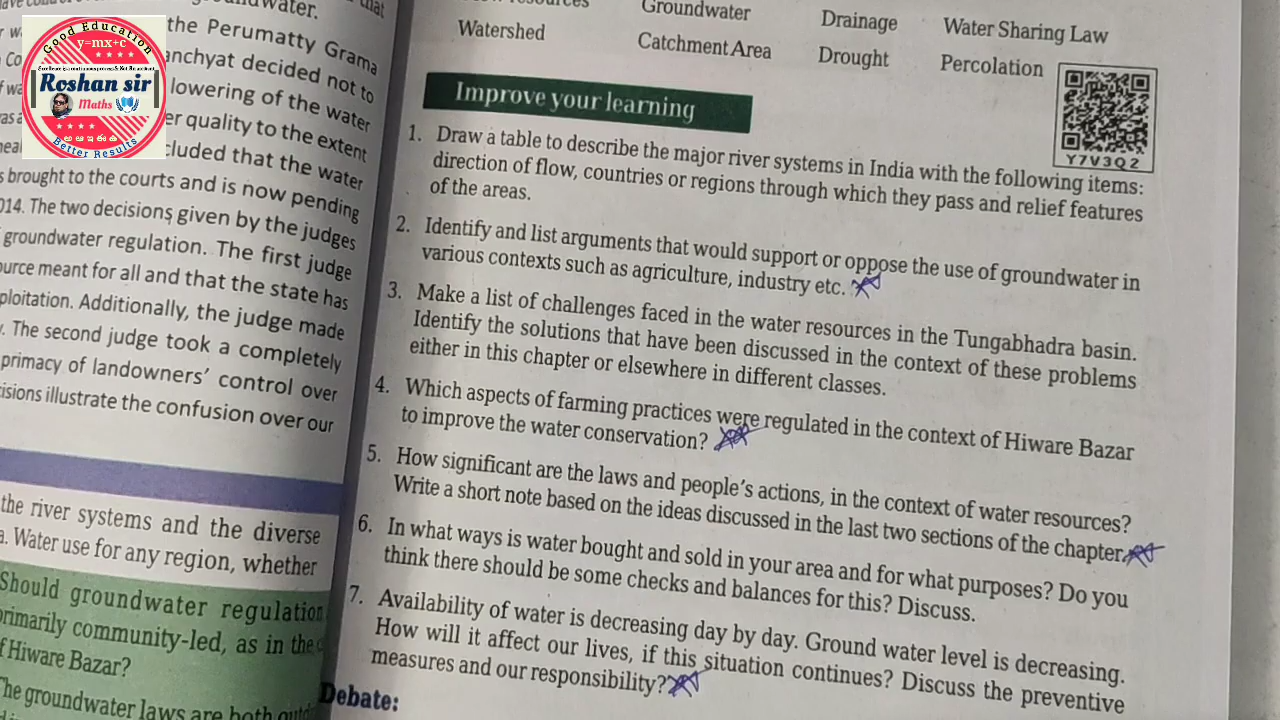 Good Education
y=mx+c
Excellence is a continuous process & Not An accident
Roshan sir
Maths
Better Results
groundwater.
the Perumatty Grama
anchyat decided not to
lowering of the water
er quality to the extent
cluded that the water
s brought to the courts and is now pending
014. The two decisions given by the judges
groundwater regulation. The first judge
ource meant for all and that the state has
ploitation. Additionally, the judge made
. The second judge took a completely
primacy of landowners' control over
isions illustrate the confusion over our
the river systems and the diverse
a. Water use for any region, whether
Should groundwater regulation
primarily community-led, as in the
f Hiware Bazar?
The groundwater laws are both
Groundwater Drainage Water Sharing Law
Watershed Catchment Area Drought Percolation
Improve your learning
Y7V3Q2
1. Draw a table to describe the major river systems in India with the following items:
direction of flow, countries or regions through which they pass and relief features
of the areas.
2. Identify and list arguments that would support or oppose the use of groundwater in
various contexts such as agriculture, industry etc.
3. Make a list of challenges faced in the water resources in the Tungabhadra basin.
Identify the solutions that have been discussed in the context of these problems
either in this chapter or elsewhere in different classes.
4. Which aspects of farming practices were regulated in the context of Hiware Bazar
to improve the water conservation?
5. How significant are the laws and people's actions, in the context of water resources?
Write a short note based on the ideas discussed in the last two sections of the chapter.
6. In what ways is water bought and sold in your area and for what purposes? Do you
think there should be some checks and balances for this? Discuss.
7. Availability of water is decreasing day by day. Ground water level is decreasing.
How will it affect our lives, if this situation continues? Discuss the preventive
measures and our responsibility?
Debate: